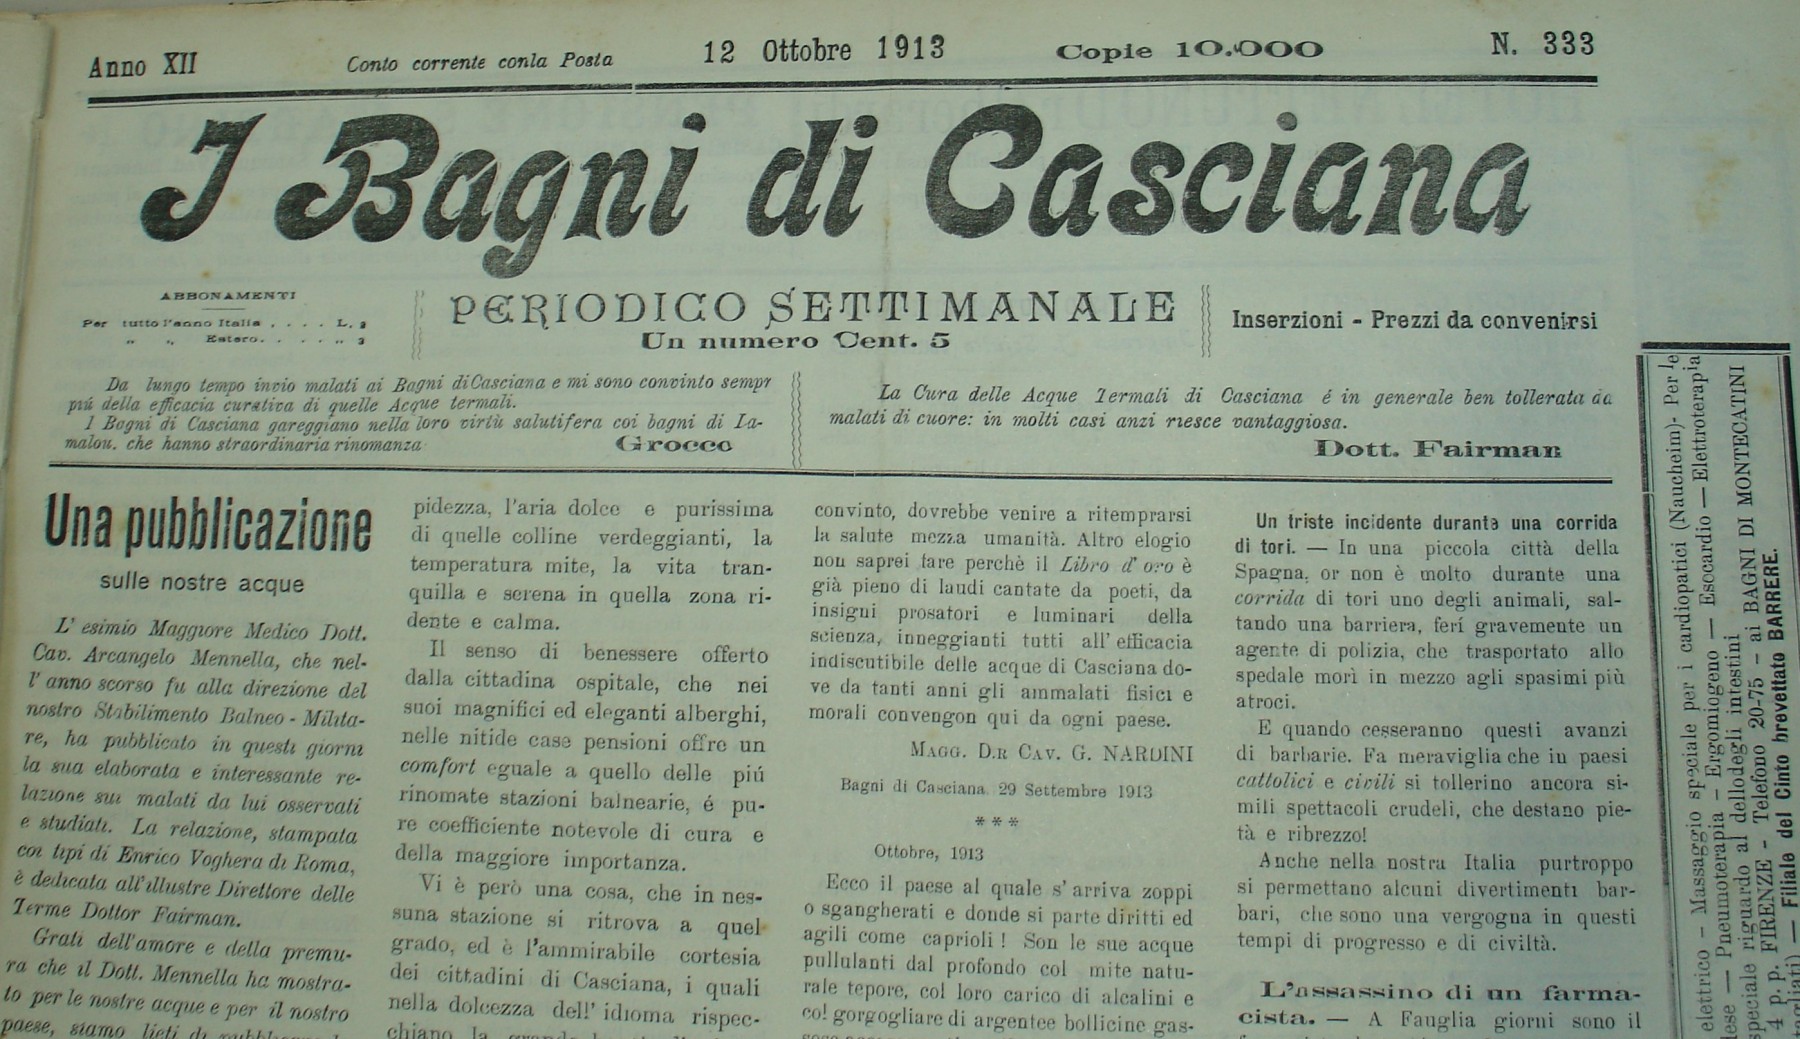 Anno XII
Conto corrente conla Posta
12 Ottobre 1913
Copie 10.000
N. 333
I Bagni di Casciana
ABBONAMENTI
Per tutto l'anno Italia . . . . L. 2
„ „ Estero. . . . . „ 3
PERIODICO SETTIMANALE
Un numero Cent. 5
Inserzioni - Prezzi da convenirsi
Da lungo tempo invio malati ai Bagni di Casciana e mi sono convinto sempr
piú della efficacia curativa di quelle Acque termali.
I Bagni di Casciana gareggiano nella loro virtù salutifera coi bagni di La-
malou. che hanno straordinaria rinomanza
Grocco
La Cura delle Acque Termali di Casciana é in generale ben tollerata da
malati di cuore: in molti casi anzi riesce vantaggiosa.
Dott. Fairman
Una pubblicazione
sulle nostre acque
L' esimio Maggiore Medico Dott.
Cav. Arcangelo Mennella, che nel-
l' anno scorso fu alla direzione del
nostro Stabilimento Balneo - Milita-
re, ha pubblicato in questi giorni
la sua elaborata e interessante re-
lazione sui malati da lui osservati
e studiati. La relazione, stampata
coi tipi di Enrico Voghera di Roma,
è dedicata all'illustre Direttore delle
Terme Dottor Fairman.
Grati dell'amore e della premu-
ra che il Dott. Mennella ha mostra-
to per le nostre acque e per il nostro
paese, siamo lieti di
pidezza, l'aria dolce e purissima
di quelle colline verdeggianti, la
temperatura mite, la vita tran-
quilla e serena in quella zona ri-
dente e calma.
Il senso di benessere offerto
dalla cittadina ospitale, che nei
suoi magnifici ed eleganti alberghi,
nelle nitide case pensioni offre un
comfort eguale a quello delle piú
rinomate stazioni balnearie, é pu-
re coefficiente notevole di cura e
della maggiore importanza.
Vi è però una cosa, che in nes-
suna stazione si ritrova a quel
grado, ed è l'ammirabile cortesia
dei cittadini di Casciana, i quali
nella dolcezza dell' idioma rispec-
chiano la
convinto, dovrebbe venire a ritemprarsi
la salute mezza umanità. Altro elogio
non saprei fare perchè il Libro d' oro è
già pieno di laudi cantate da poeti, da
insigni prosatori e luminari della
scienza, inneggianti tutti all' efficacia
indiscutibile delle acque di Casciana do-
ve da tanti anni gli ammalati fisici e
morali convengon qui da ogni paese.
MAGG. D.R CAV. G. NARDINI
Bagni di Casciana 29 Settembre 1913
* * *
Ottobre, 1913
Ecco il paese al quale s' arriva zoppi
o sgangherati e donde si parte diritti ed
agili come caprioli ! Son le sue acque
pullulanti dal profondo col mite natu-
rale tepore, col loro carico di alcalini e
col gorgogliare di argentee bollicine gas-
Un triste incidente durante una corrida
di tori. — In una piccola città della
Spagna, or non è molto durante una
corrida di tori uno degli animali, sal-
tando una barriera, ferí gravemente un
agente di polizia, che trasportato allo
spedale morì in mezzo agli spasimi più
atroci.
E quando cesseranno questi avanzi
di barbarie. Fa meraviglia che in paesi
cattolici e civili si tollerino ancora si-
mili spettacoli crudeli, che destano pie-
tà e ribrezzo!
Anche nella nostra Italia purtroppo
si permettano alcuni divertimenti bar-
bari, che sono una vergogna in questi
tempi di progresso e di civiltà.
L'assassino di un farma-
cista. — A Fauglia giorni sono il
elettrico - Massaggio speciale per i cardiopatici (Naucheim)- Per le
Pneumoterapia - Ergomiogeno — Esocardio — Elettroterapia
speciale riguardo al dellodegli intestini
4 p. p. FIRENZE - Telefono 20-75 - ai BAGNI DI MONTECATINI
— Filiale del Cinto brevettato BARRERE.